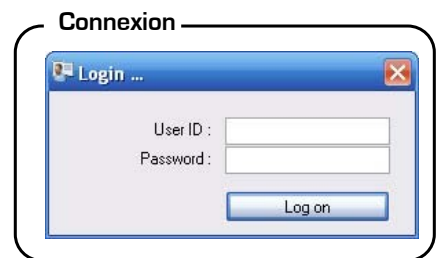 Connexion
Login ...
User ID :
Password :
Log on